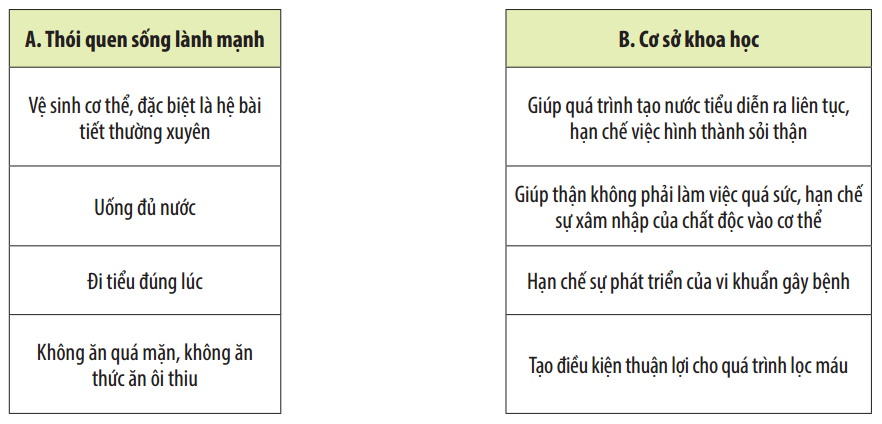 A. Thói quen sống lành mạnh
Vệ sinh cơ thể, đặc biệt là hệ bài
tiết thường xuyên
Uống đủ nước
Đi tiểu đúng lúc
Không ăn quá mặn, không ăn
thức ăn ôi thiu
B. Cơ sở khoa học
Giúp quá trình tạo nước tiểu diễn ra liên tục,
hạn chế việc hình thành sỏi thận
Giúp thận không phải làm việc quá sức, hạn chế
sự xâm nhập của chất độc vào cơ thể
Hạn chế sự phát triển của vi khuẩn gây bệnh
Tạo điều kiện thuận lợi cho quá trình lọc máu